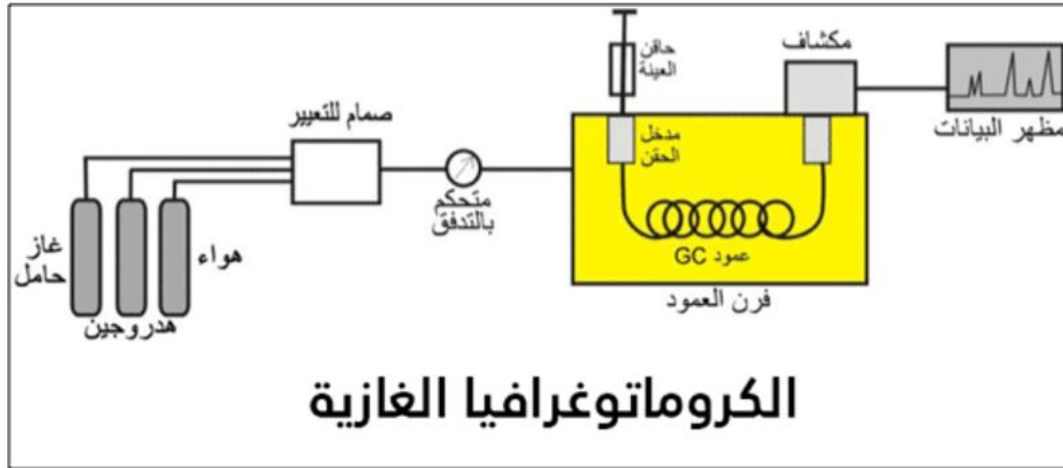 حاقن
العينة
مكشاف
صمام للتعيير
مدخل
الحقن
مظهر البيانات
متحكم
بالتدفق
غاز
حامل
هواء
هدروجين
عمود GC
فرن العمود
الكروماتوغرافيا الغازية